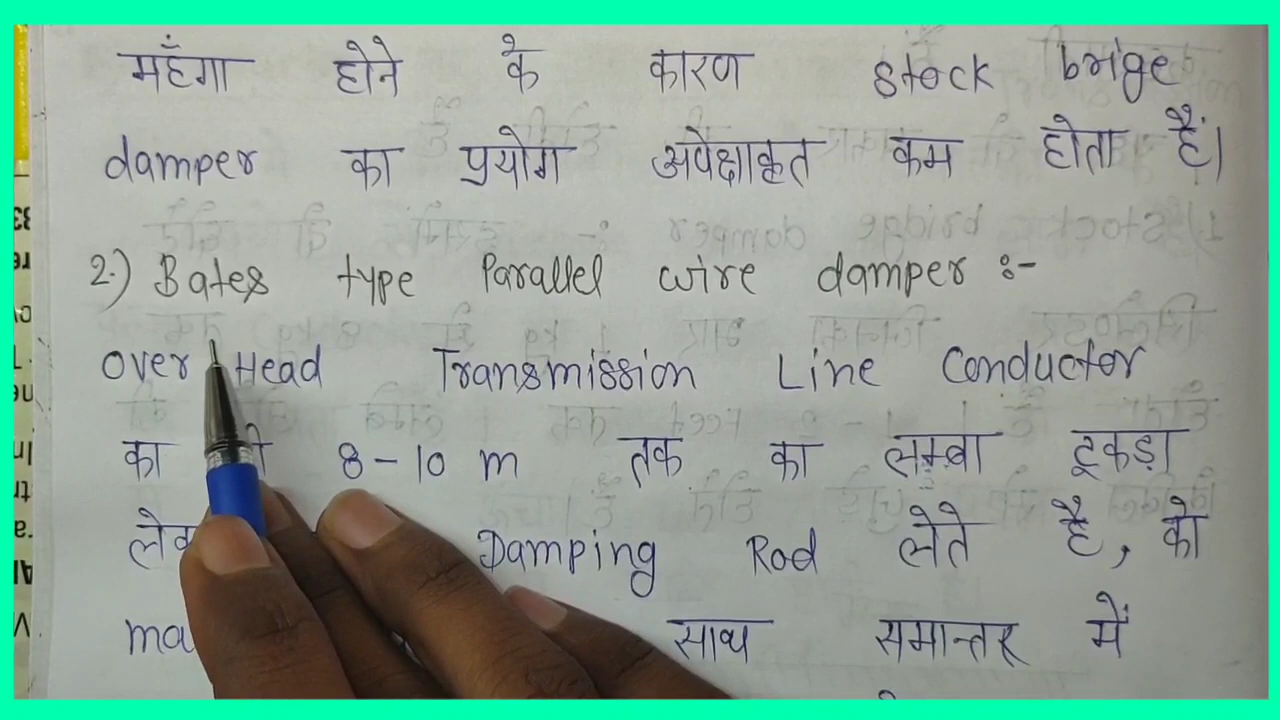 महँगा होने के कारण stock brige
damper का प्रयोग अपेक्षाकृत कम होता हैं।
2.) Bates type Parallel wire damper :-
Over Head Transmission Line Conductor
का 8-10 m तक का लम्बा टूकड़ा
Damping Rod लेते है, को
साथ समान्तर में